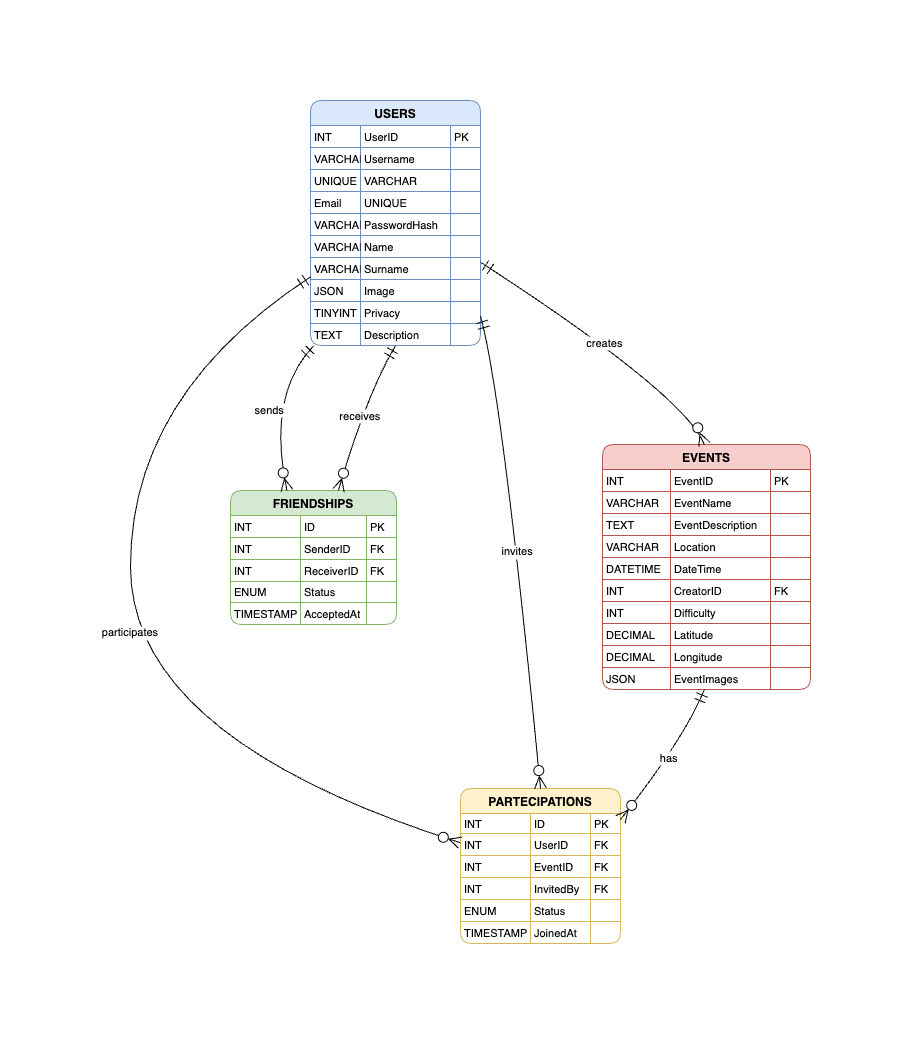 USERS
INT UserID PK
VARCHA Username
UNIQUE VARCHAR
Email UNIQUE
VARCHA PasswordHash
VARCHA Name
VARCHA Surname
JSON Image
TINYINT Privacy
TEXT Description
creates
sends
receives
EVENTS
INT EventID PK
VARCHAR EventName
TEXT EventDescription
VARCHAR Location
DATETIME DateTime
INT CreatorID FK
INT Difficulty
DECIMAL Latitude
DECIMAL Longitude
JSON EventImages
FRIENDSHIPS
INT ID PK
INT SenderID FK
INT ReceiverID FK
ENUM Status
TIMESTAMP AcceptedAt
invites
participates
has
PARTECIPATIONS
INT ID PK
INT UserID FK
INT EventID FK
INT InvitedBy FK
ENUM Status
TIMESTAMP JoinedAt